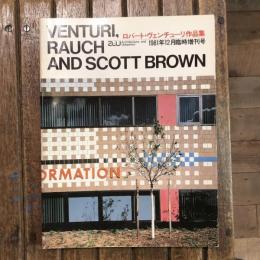 VENTURI,
ロバート・ヴェンチューリ作品集
RAUCH
a+u 1981年12月臨時増刊号
AND SCOTT BROWN
ORMATION